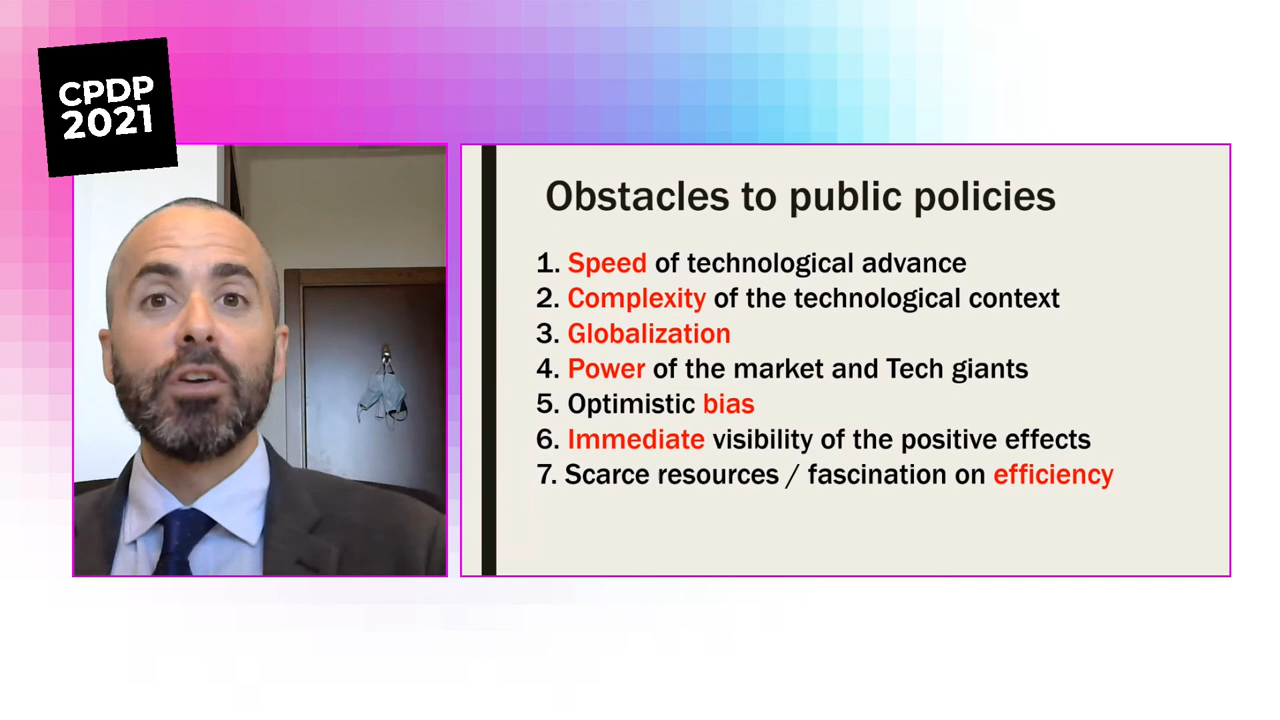 CPDP
2021
Obstacles to public policies
1. Speed of technological advance
2. Complexity of the technological context
3. Globalization
4. Power of the market and Tech giants
5. Optimistic bias
6. Immediate visibility of the positive effects
7. Scarce resources / fascination on efficiency